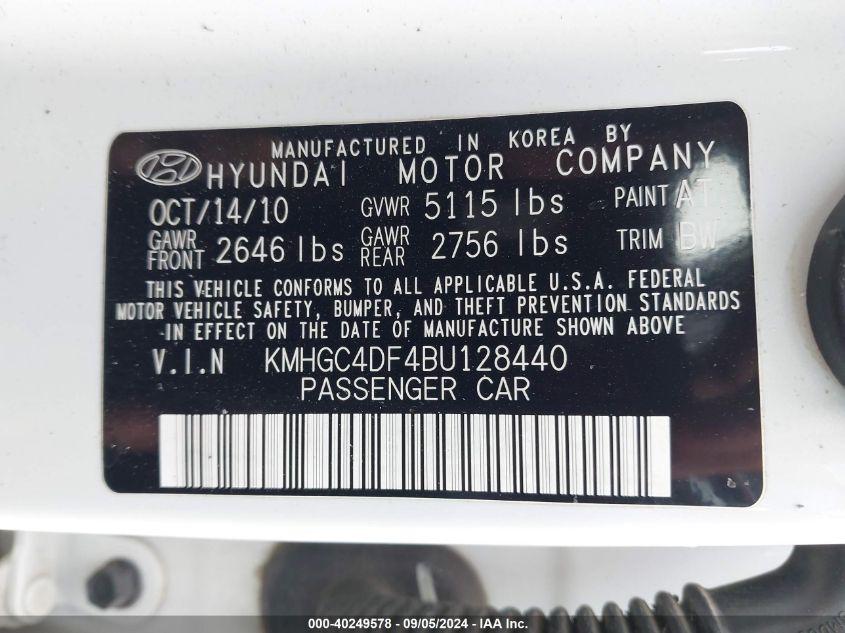 MANUFACTURED IN KOREA BY
HYUNDAI MOTOR COMPANY
OCT/14/10 GVWR 5115 lbs PAINT AT
GAWR FRONT 2646 lbs GAWR REAR 2756 lbs TRIM BW
THIS VEHICLE CONFORMS TO ALL APPLICABLE U.S.A. FEDERAL
MOTOR VEHICLE SAFETY, BUMPER, AND THEFT PREVENTION STANDARDS
IN EFFECT ON THE DATE OF MANUFACTURE SHOWN ABOVE
V.I.N KMHGC4DF4BU128440
PASSENGER CAR
000-40249578 - 09/05/2024 - IAA Inc.